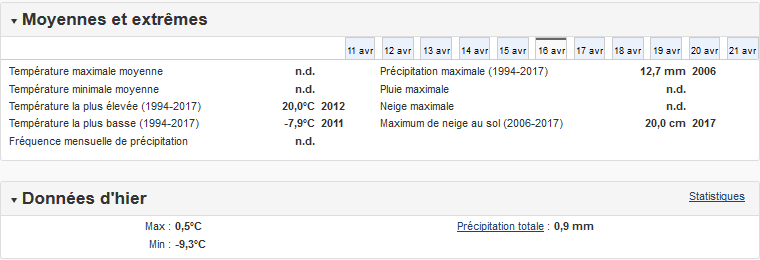 Moyennes et extrêmes
11 avr 12 avr 13 avr 14 avr 15 avr 16 avr 17 avr 18 avr 19 avr 20 avr 21 avr
Température maximale moyenne n.d. Précipitation maximale (1994-2017) 12,7 mm 2006
Température minimale moyenne n.d. Pluie maximale n.d.
Température la plus élevée (1994-2017) 20,0°C 2012 Neige maximale n.d.
Température la plus basse (1994-2017) -7,9°C 2011 Maximum de neige au sol (2006-2017) 20,0 cm 2017
Fréquence mensuelle de précipitation n.d.
Données d'hier Statistiques
Max : 0,5°C Précipitation totale : 0,9 mm
Min : -9,3°C